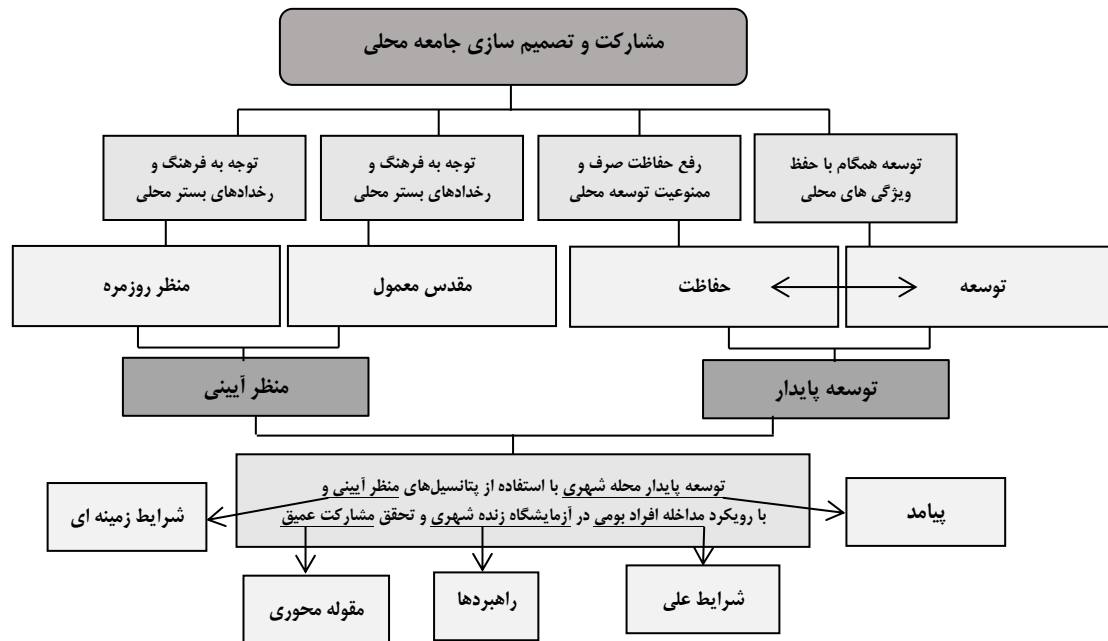 مشارکت و تصمیم سازی جامعه محلی
توسعه همگام با حفظ
ویژگی های محلی
رفع حفاظت صرف و
ممنوعیت توسعه محلی
توجه به فرهنگ و
رخدادهای بستر محلی
توجه به فرهنگ و
رخدادهای بستر محلی
توسعه
حفاظت
مقدس معمول
منظر روزمره
توسعه پایدار
منظر آیینی
توسعه پایدار محله شهری با استفاده از پتانسیل‌های منظر آیینی و
با رویکرد مداخله افراد بومی در آزمایشگاه زنده شهری و تحقق مشارکت عمیق
پیامد
شرایط زمینه ای
شرایط علی
راهبردها
مقوله محوری